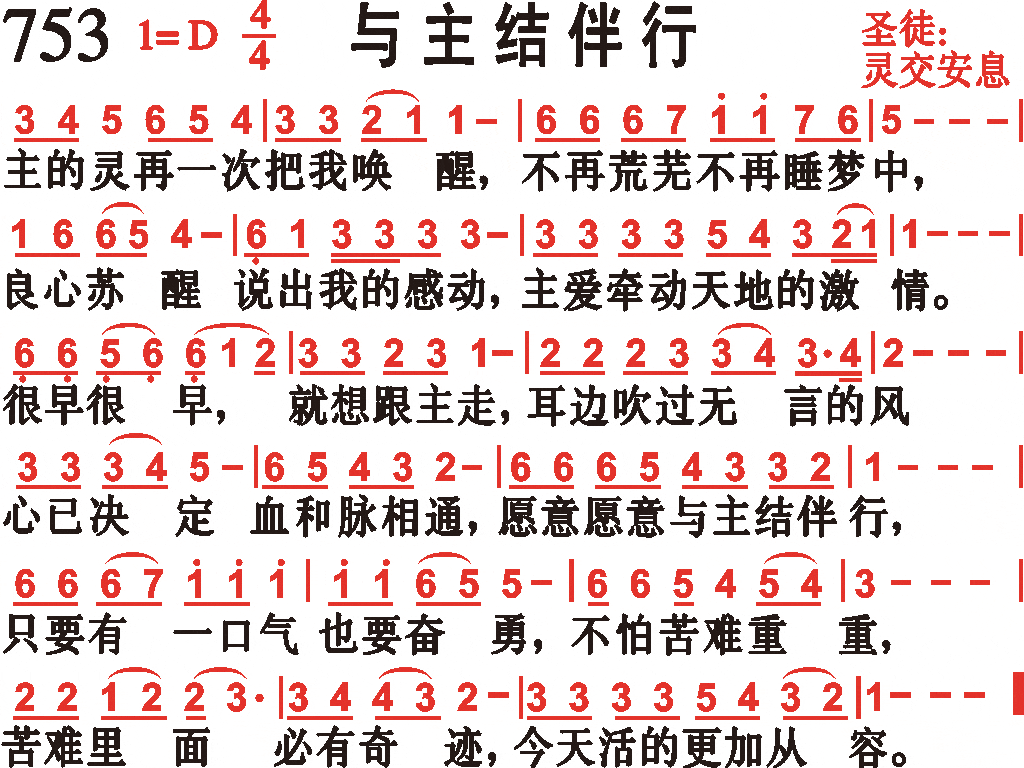 753 1=D 4/4 与主结伴行 圣徒:
灵交安息
3 4 5 6 5 4|3 3 2 1 1–|6 6 6 7 i i 7 6|5 – – –|
主的灵再一次把我唤 醒，不再荒芜不再睡梦中，
1 6 6 5 4–|6 1 3 3 3 3–|3 3 3 3 5 4 3 2 1|1– – –|
良心苏 醒 说出我的感动，主爱牵动天地的激 情。
6 6 5 6 6 1 2|3 3 2 3 1–|2 2 2 3 3 4 3·4|2– – –|
很早很 早， 就想跟主走，耳边吹过无 言的风
3 3 3 4 5–|6 5 4 3 2–|6 6 6 5 4 3 3 2|1 – – –|
心已决 定 血和脉相通，愿意愿意与主结伴 行，
6 6 6 7 i i i|i i 6 5 5–|6 6 5 4 5 4|3 – – –|
只要有 一口气 也要奋 勇，不怕苦难重 重，
2 2 1 2 2 3·|3 4 4 3 2–|3 3 3 3 5 4 3 2|1– – –
苦难里 面 必有奇 迹，今天活的更加从 容。